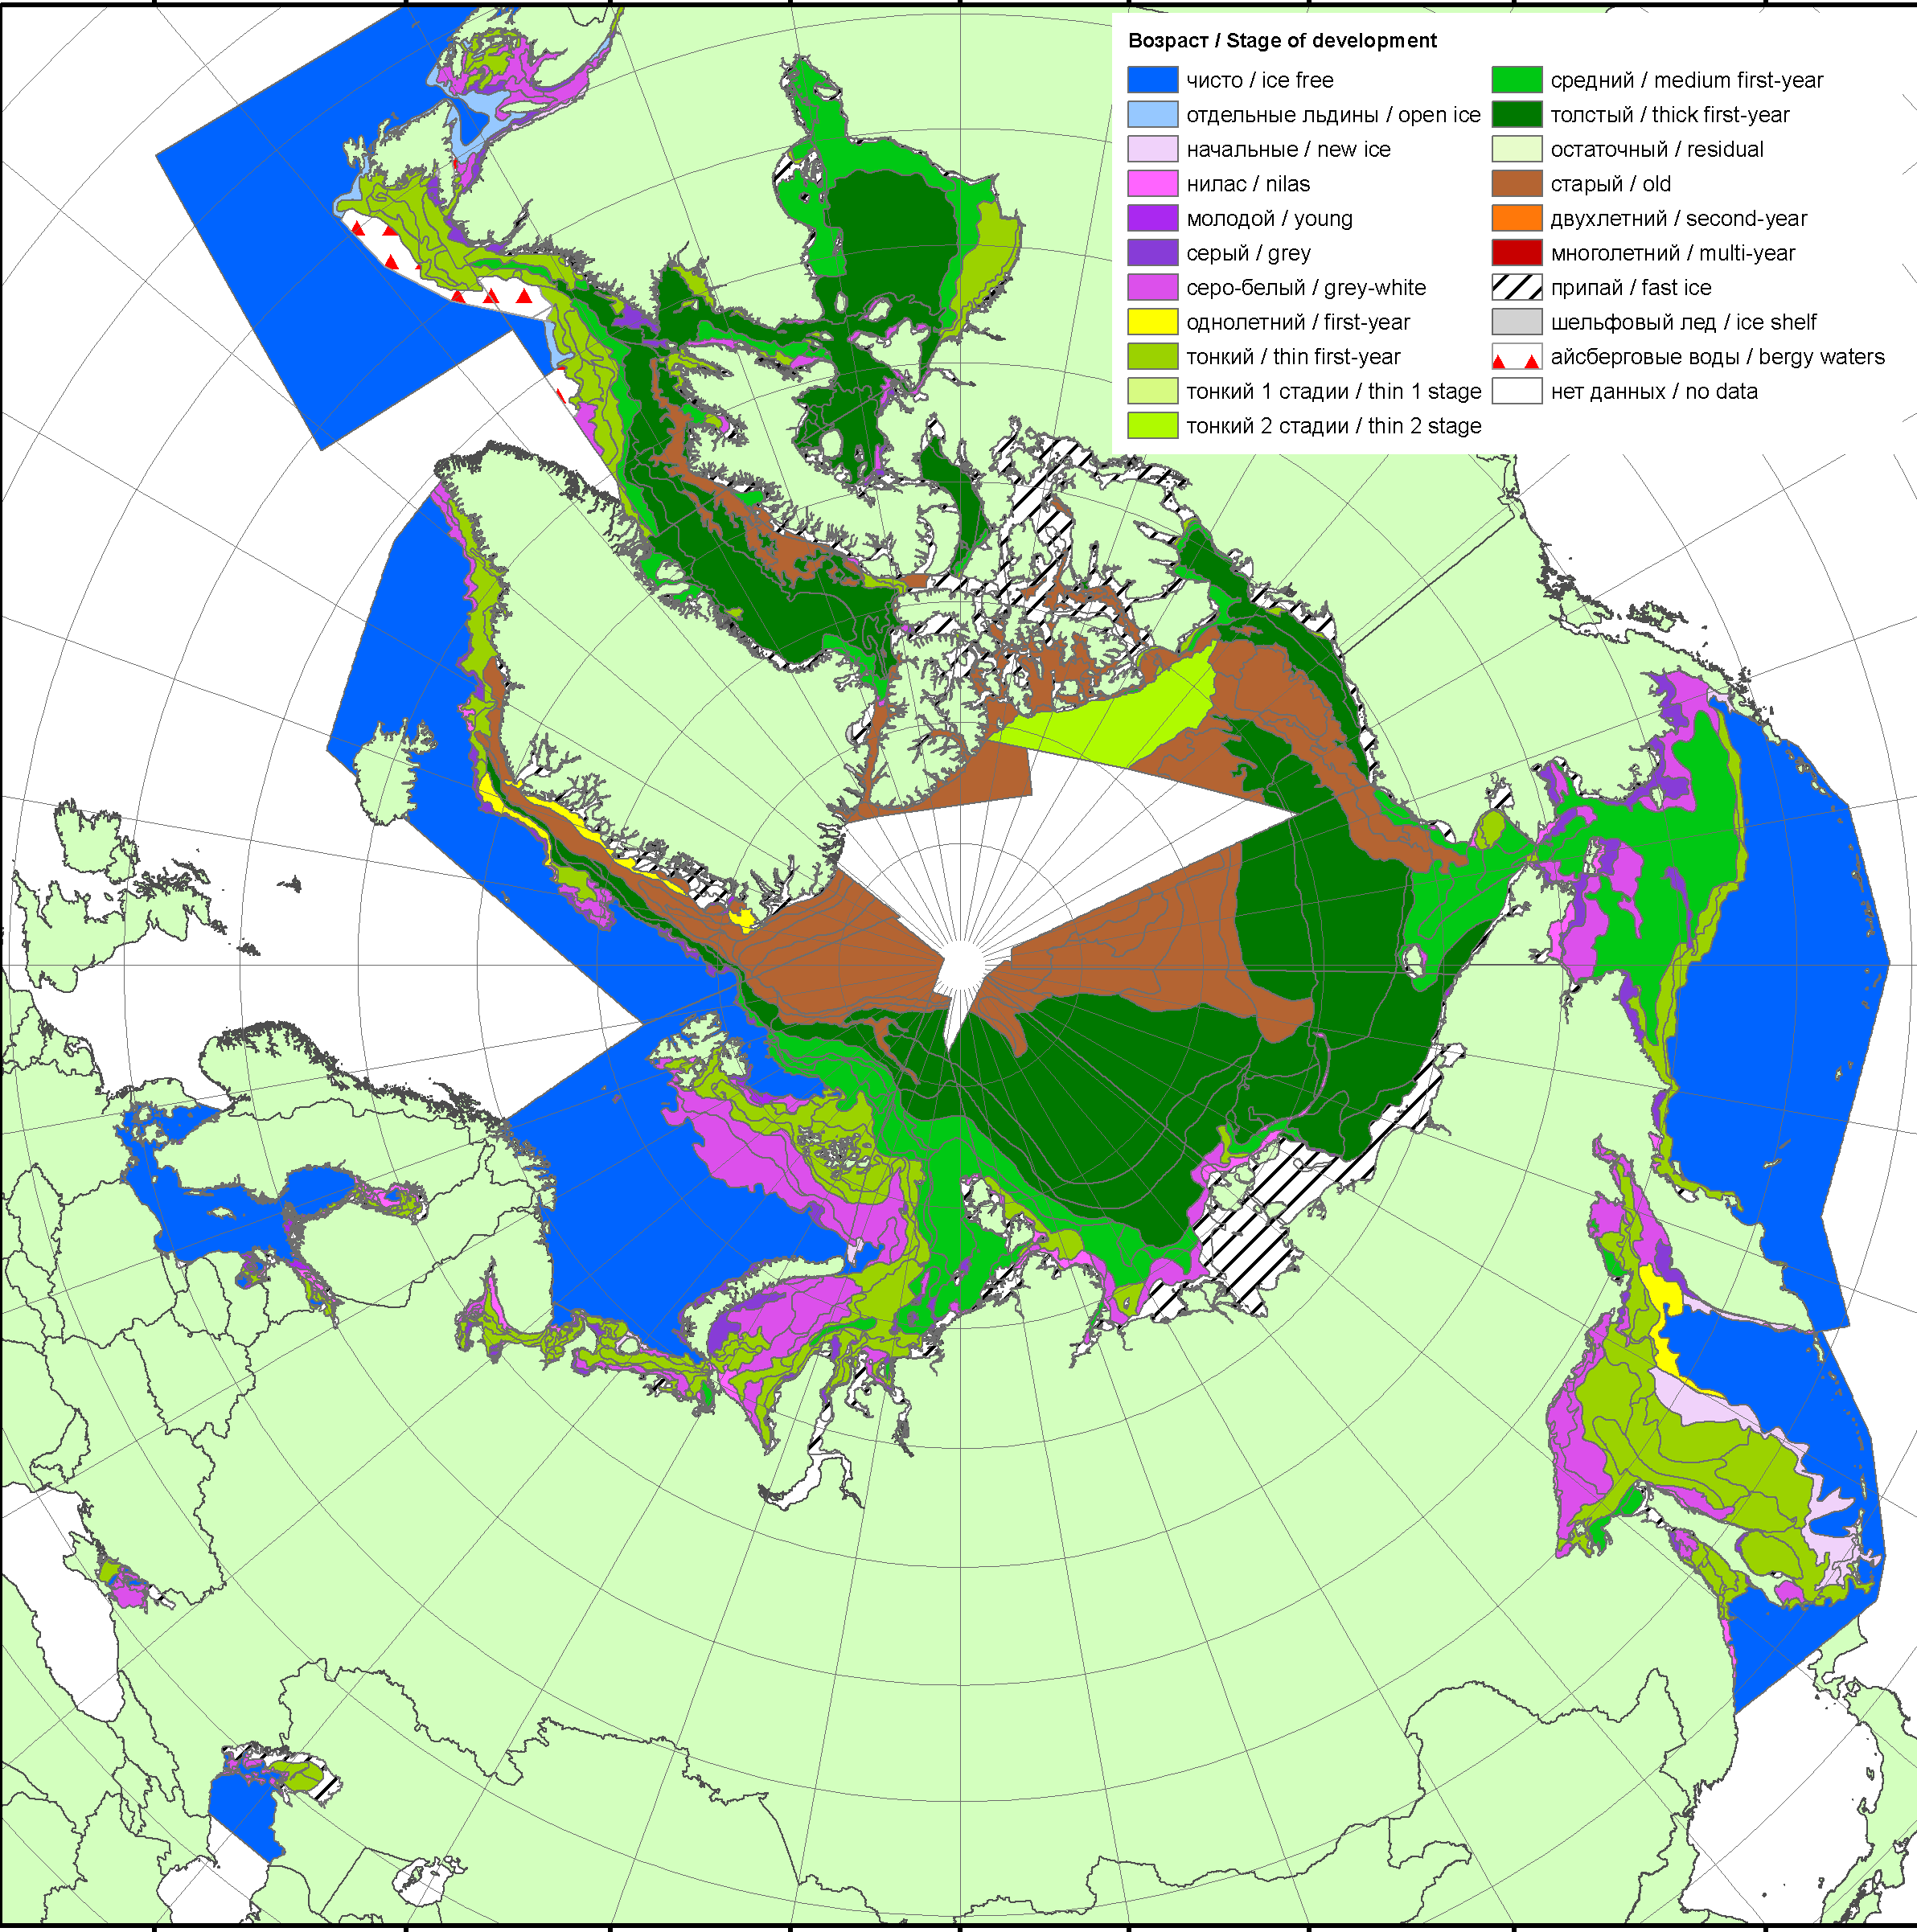 Возраст / Stage of development
чисто / ice free
отдельные льдины / open ice
начальные / new ice
нилас / nilas
молодой / young
серый / grey
серо-белый / grey-white
однолетний / first-year
тонкий / thin first-year
тонкий 1 стадии / thin 1 stage
тонкий 2 стадии / thin 2 stage
средний / medium first-year
толстый / thick first-year
остаточный / residual
старый / old
двухлетний / second-year
многолетний / multi-year
припай / fast ice
шельфовый лед / ice shelf
айсберговые воды / bergy waters
нет данных / no data